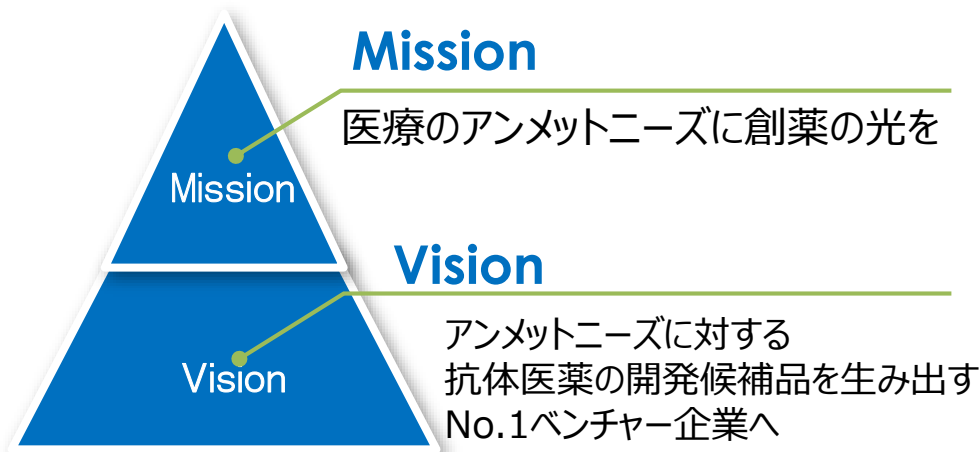 Mission
医療のアンメットニーズに創薬の光を
Mission
Vision
アンメットニーズに対する
抗体医薬の開発候補品を生み出す
No.1ベンチャー企業へ
Vision